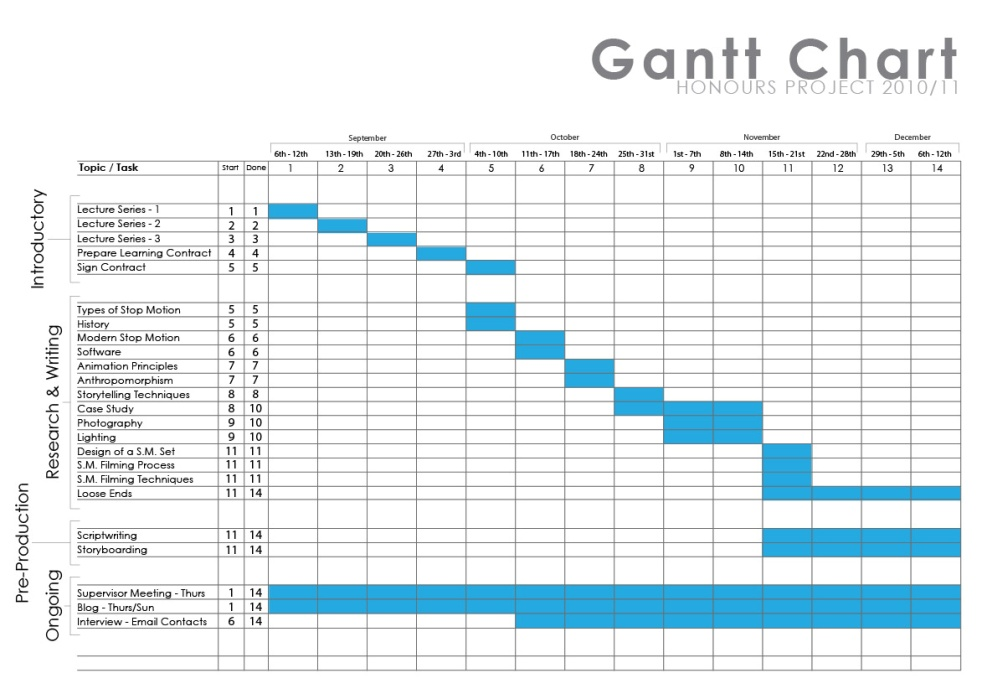 Gantt Chart
HONOURS PROJECT 2010/11
September October November December
6th - 12th 13th - 19th 20th - 26th 27th - 3rd 4th - 10th 11th - 17th 18th - 24th 25th - 31st 1st - 7th 8th - 14th 15th - 21st 22nd - 28th 29th - 5th 6th - 12th
Topic / Task Start Done 1 2 3 4 5 6 7 8 9 10 11 12 13 14
Introductory
Lecture Series - 1 1 1
Lecture Series - 2 2 2
Lecture Series - 3 3 3
Prepare Learning Contract 4 4
Sign Contract 5 5
Research & Writing
Types of Stop Motion 5 5
History 5 5
Modern Stop Motion 6 6
Software 6 6
Animation Principles 7 7
Anthropomorphism 7 7
Storytelling Techniques 8 8
Case Study 8 10
Photography 9 10
Lighting 9 10
Design of a S.M. Set 11 11
S.M. Filming Process 11 11
S.M. Filming Techniques 11 11
Loose Ends 11 14
Pre-Production
Scriptwriting 11 14
Storyboarding 11 14
Ongoing
Supervisor Meeting - Thurs 1 14
Blog - Thurs/Sun 1 14
Interview - Email Contacts 6 14